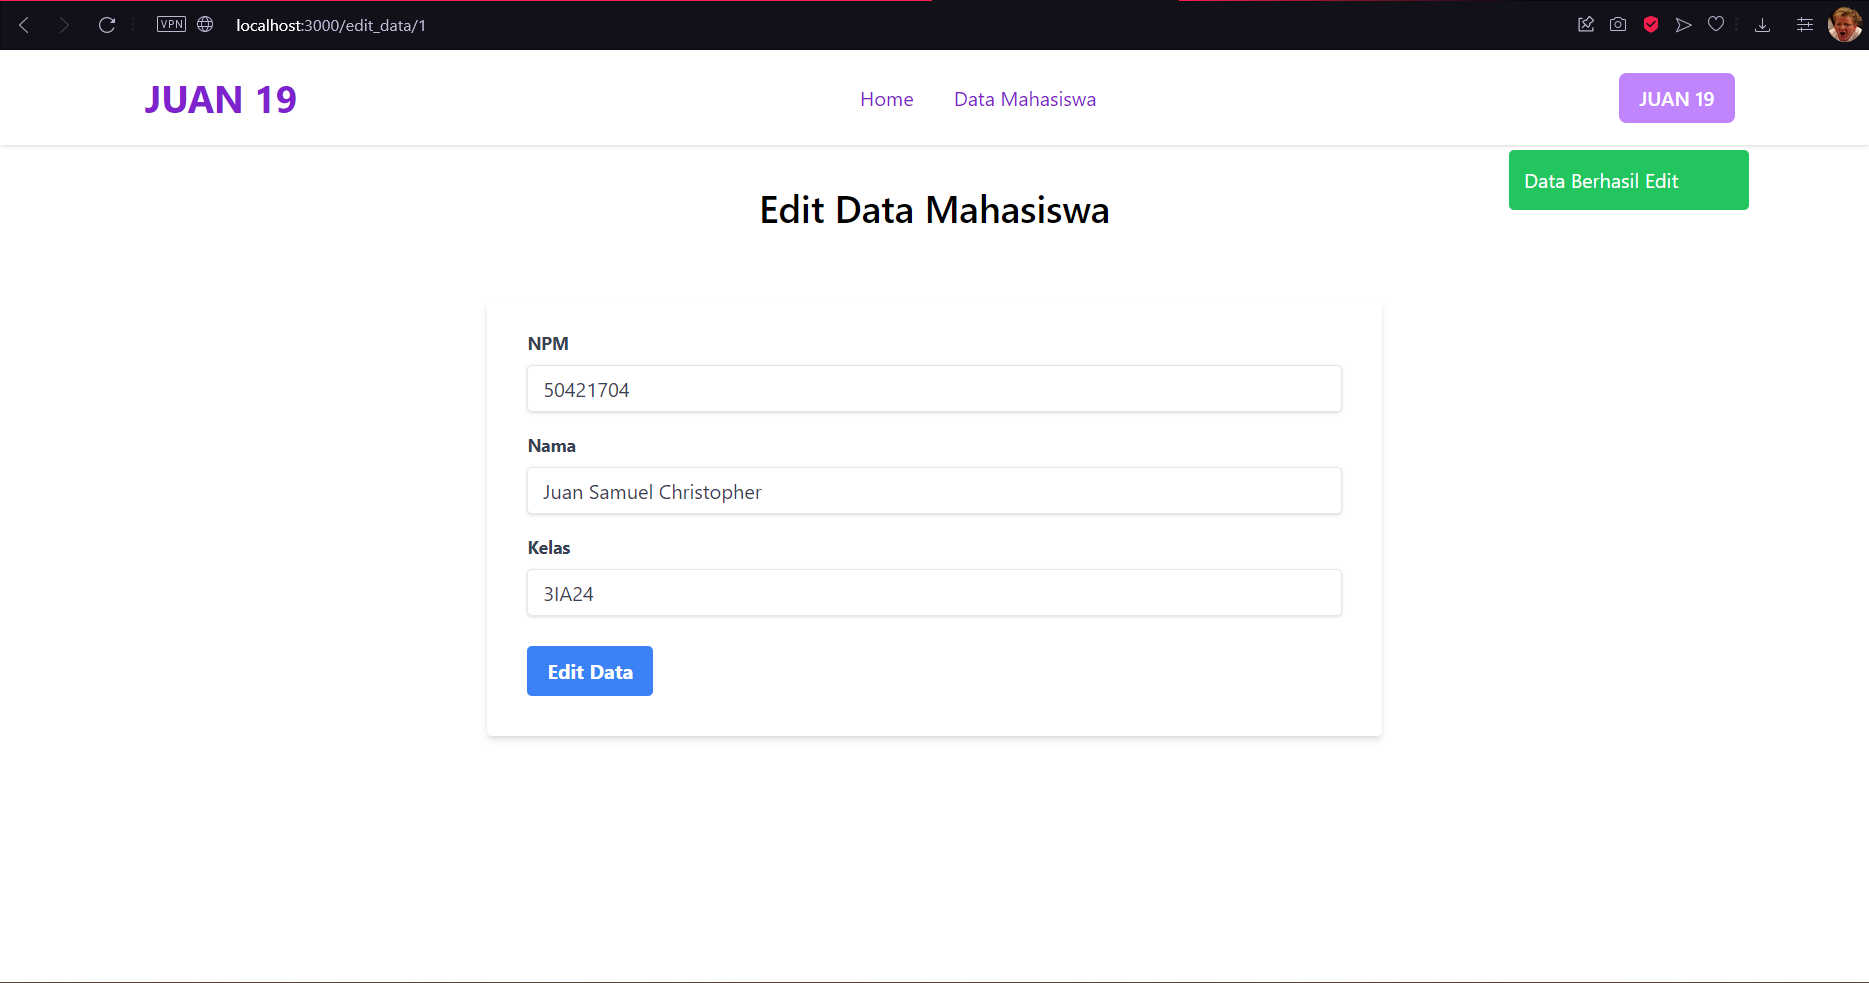 VPN
localhost:3000/edit_data/1
JUAN 19
Home
Data Mahasiswa
JUAN 19
Data Berhasil Edit
Edit Data Mahasiswa
NPM
50421704
Nama
Juan Samuel Christopher
Kelas
3IA24
Edit Data